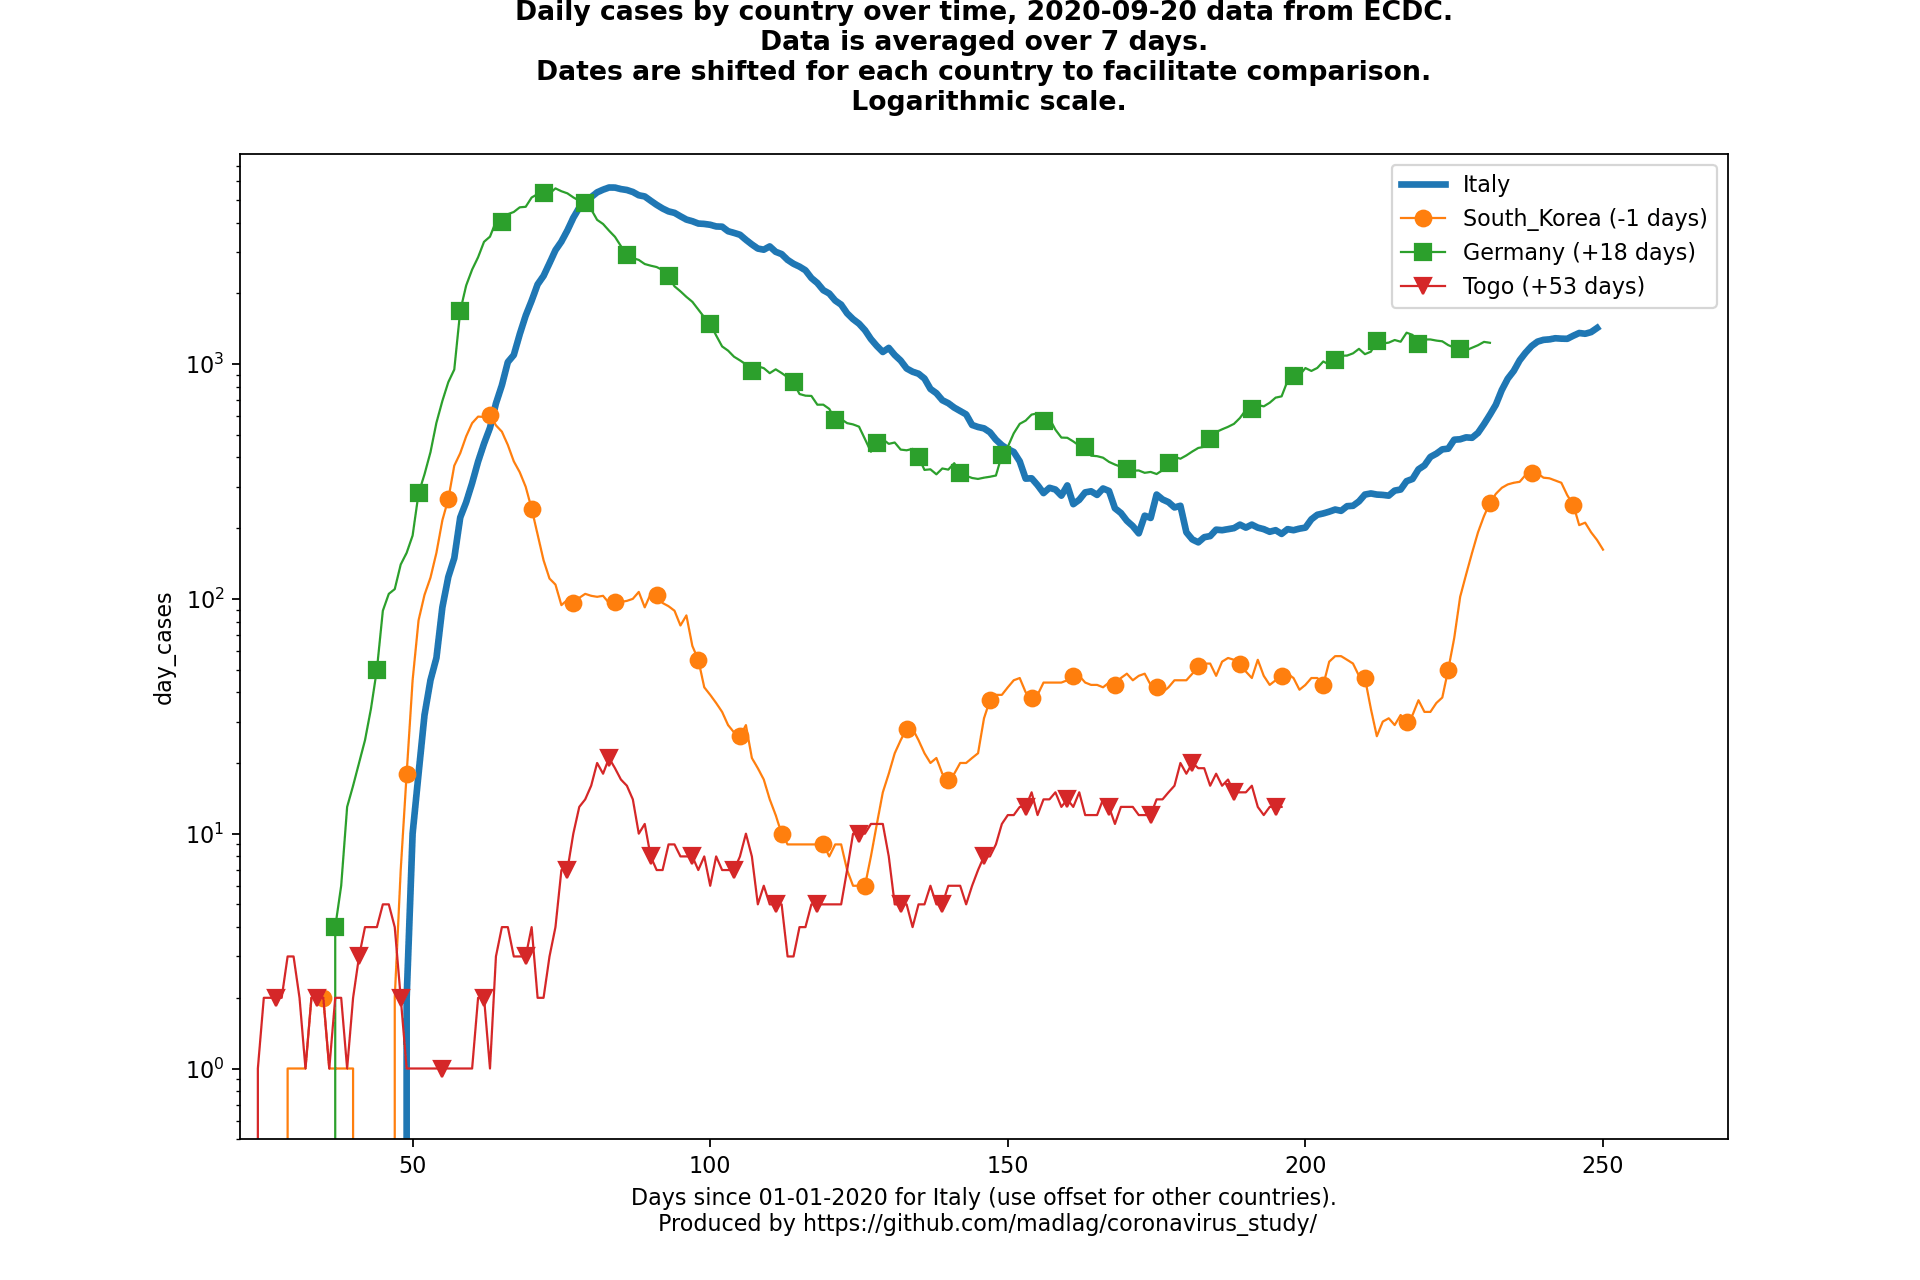 Daily cases by country over time, 2020-09-20 data from ECDC.
Data is averaged over 7 days.
Dates are shifted for each country to facilitate comparison.
Logarithmic scale.
Italy
South_Korea (-1 days)
Germany (+18 days)
Togo (+53 days)
day_cases
10³
10²
10¹
10⁰
50 100 150 200 250
Days since 01-01-2020 for Italy (use offset for other countries).
Produced by https://github.com/madlag/coronavirus_study/